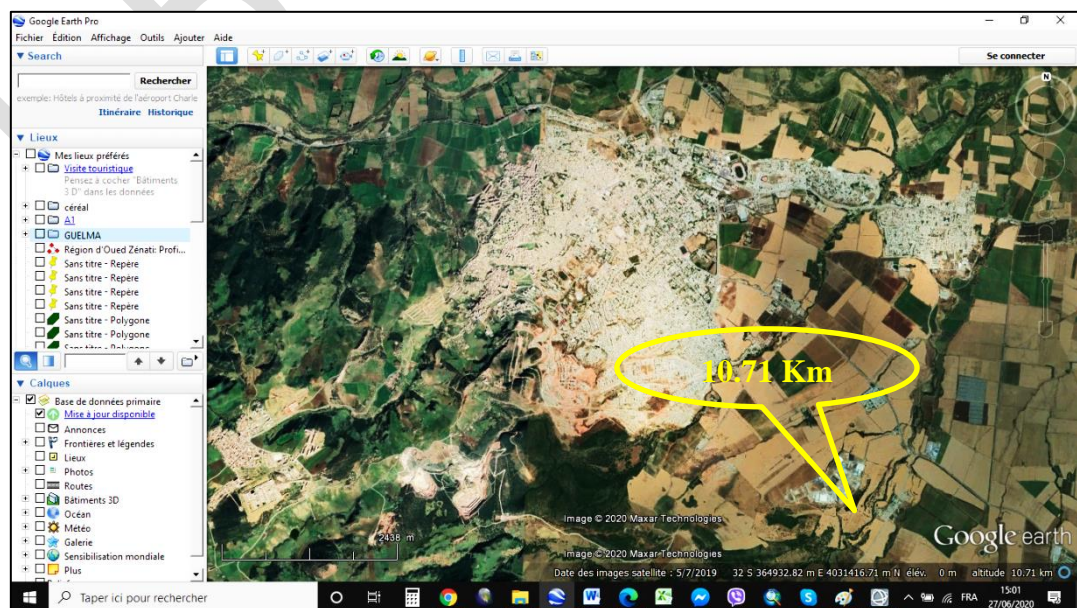 Google Earth Pro
Fichier Édition Affichage Outils Ajouter Aide
Search
Se connecter
Rechercher
exemple: Hôtels à proximité de l'aéroport Charle
Itinéraire Historique
Lieux
Mes lieux préférés
Visite touristique
Pensez à cocher "Bâtiments
3 D" dans les données
céréal
A1
GUELMA
Région d'Oued Zénati: Profi...
Sans titre - Repère
Sans titre - Repère
Sans titre - Repère
Sans titre - Repère
Sans titre - Polygone
Sans titre - Polygone
Sans titre - Polygone
Calques
Base de données primaire
Mise à jour disponible
Annonces
Frontières et légendes
Lieux
Photos
Routes
Bâtiments 3D
Océan
Météo
Galerie
Sensibilisation mondiale
Plus
N
10.71 Km
2438 m
Image © 2020 Maxar Technologies
Image © 2020 Maxar Technologies
Google earth
Date des images satellite : 5/7/2019 32 S 364932.82 m E 4031416.71 m N élév. 0 m altitude 10.71 km
Taper ici pour rechercher
FRA
15:01
27/06/2020